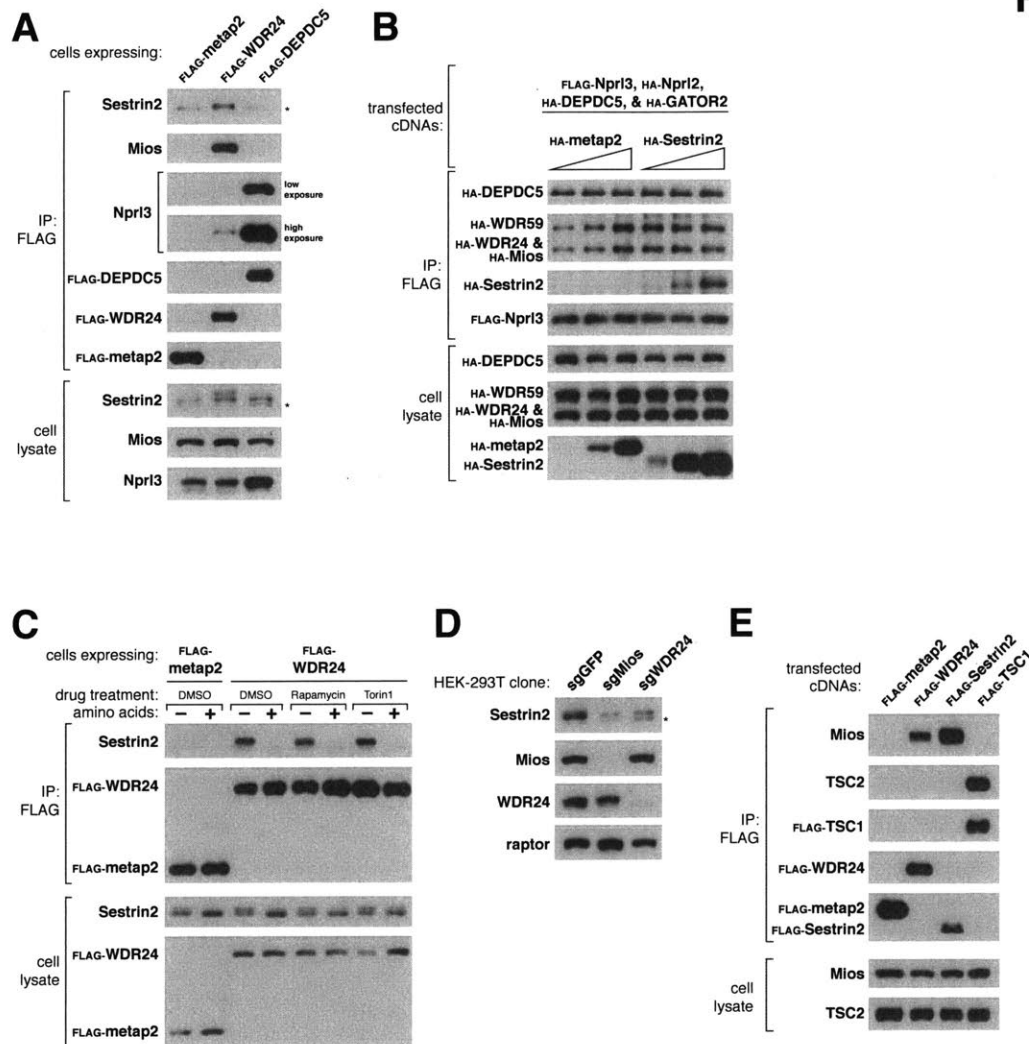 A
cells expressing:
FLAG-metap2
FLAG-WDR24
FLAG-DEPDC5
IP:
FLAG
Sestrin2
*
Mios
Nprl3
low
exposure
high
exposure
FLAG-DEPDC5
FLAG-WDR24
FLAG-metap2
cell
lysate
Sestrin2
*
Mios
Nprl3
B
transfected
cDNAs:
FLAG-Nprl3, HA-Nprl2,
HA-DEPDC5, & HA-GATOR2
HA-metap2
HA-Sestrin2
IP:
FLAG
HA-DEPDC5
HA-WDR59
HA-WDR24 &
HA-Mios
HA-Sestrin2
FLAG-Nprl3
cell
lysate
HA-DEPDC5
HA-WDR59
HA-WDR24 &
HA-Mios
HA-metap2
HA-Sestrin2
C
cells expressing:
FLAG-
metap2
FLAG-
WDR24
drug treatment:
DMSO
DMSO
Rapamycin
Torin1
amino acids:
− + − + − + − +
IP:
FLAG
Sestrin2
FLAG-WDR24
FLAG-metap2
cell
lysate
Sestrin2
FLAG-WDR24
FLAG-metap2
D
HEK-293T clone:
sgGFP
sgMios
sgWDR24
Sestrin2
*
Mios
WDR24
raptor
E
transfected
cDNAs:
FLAG-metap2
FLAG-WDR24
FLAG-Sestrin2
FLAG-TSC1
IP:
FLAG
Mios
TSC2
FLAG-TSC1
FLAG-WDR24
FLAG-metap2
FLAG-Sestrin2
cell
lysate
Mios
TSC2